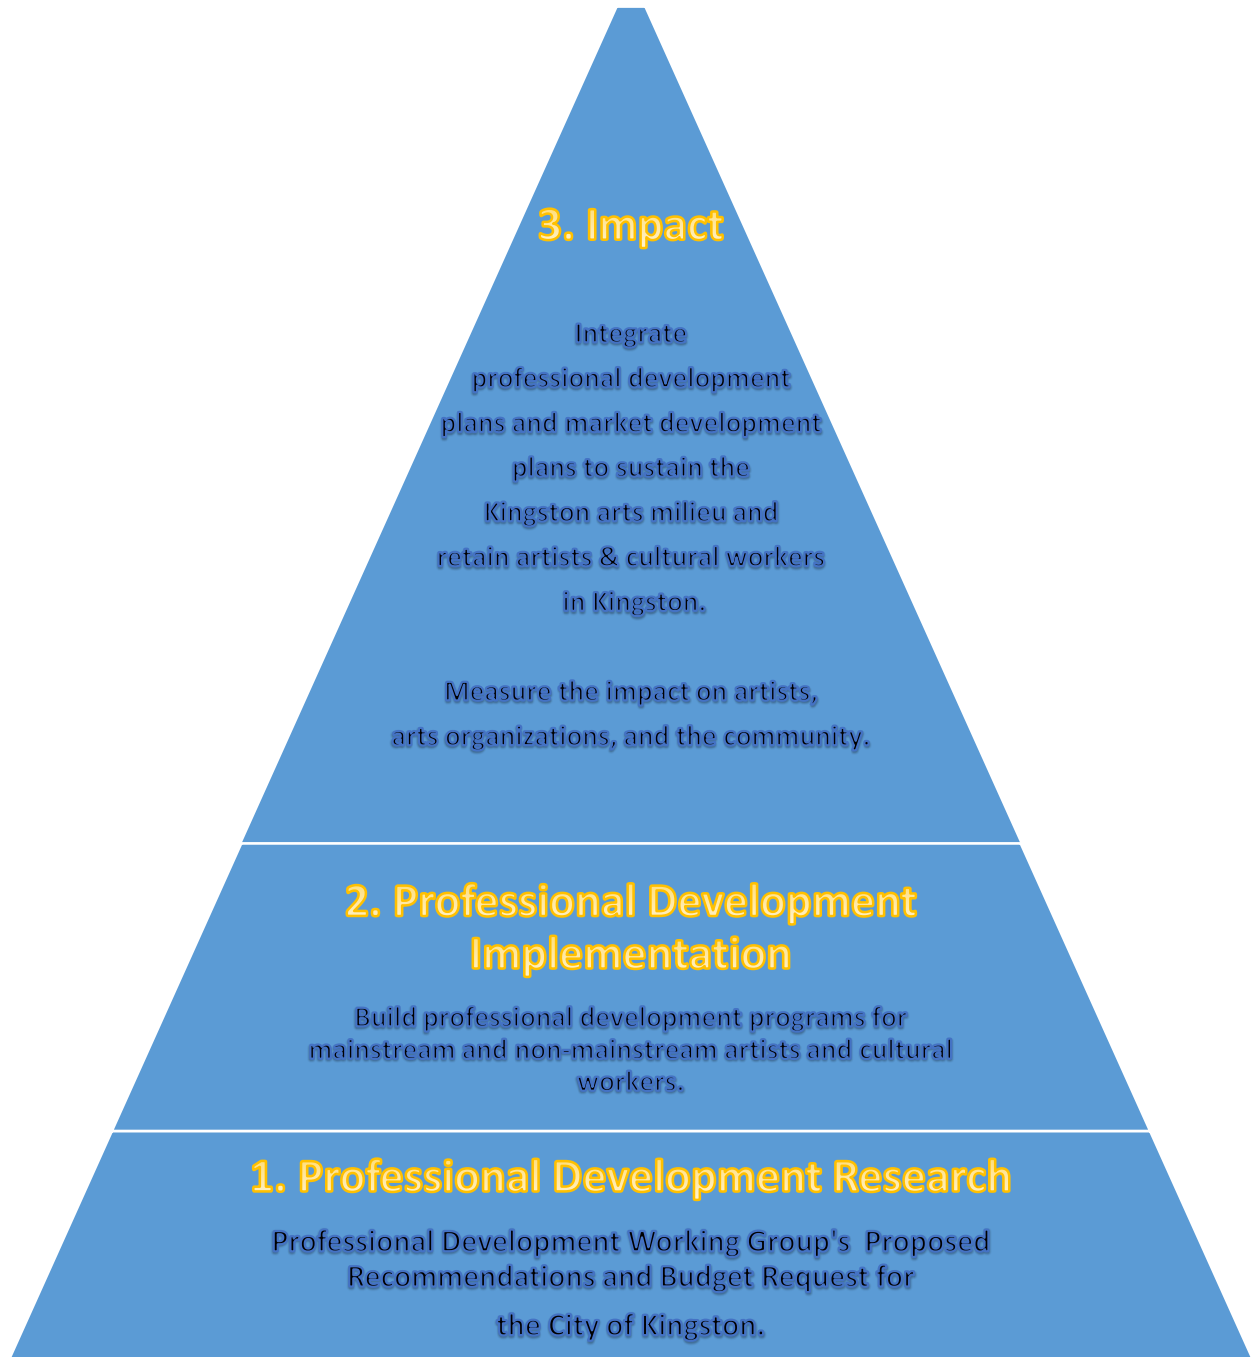 3. Impact
Integrate
professional development
plans and market development
plans to sustain the
Kingston arts milieu and
retain artists & cultural workers
in Kingston.
Measure the impact on artists,
arts organizations, and the community.
2. Professional Development
Implementation
Build professional development programs for
mainstream and non-mainstream artists and cultural
workers.
1. Professional Development Research
Professional Development Working Group's  Proposed
Recommendations and Budget Request for
the City of Kingston.